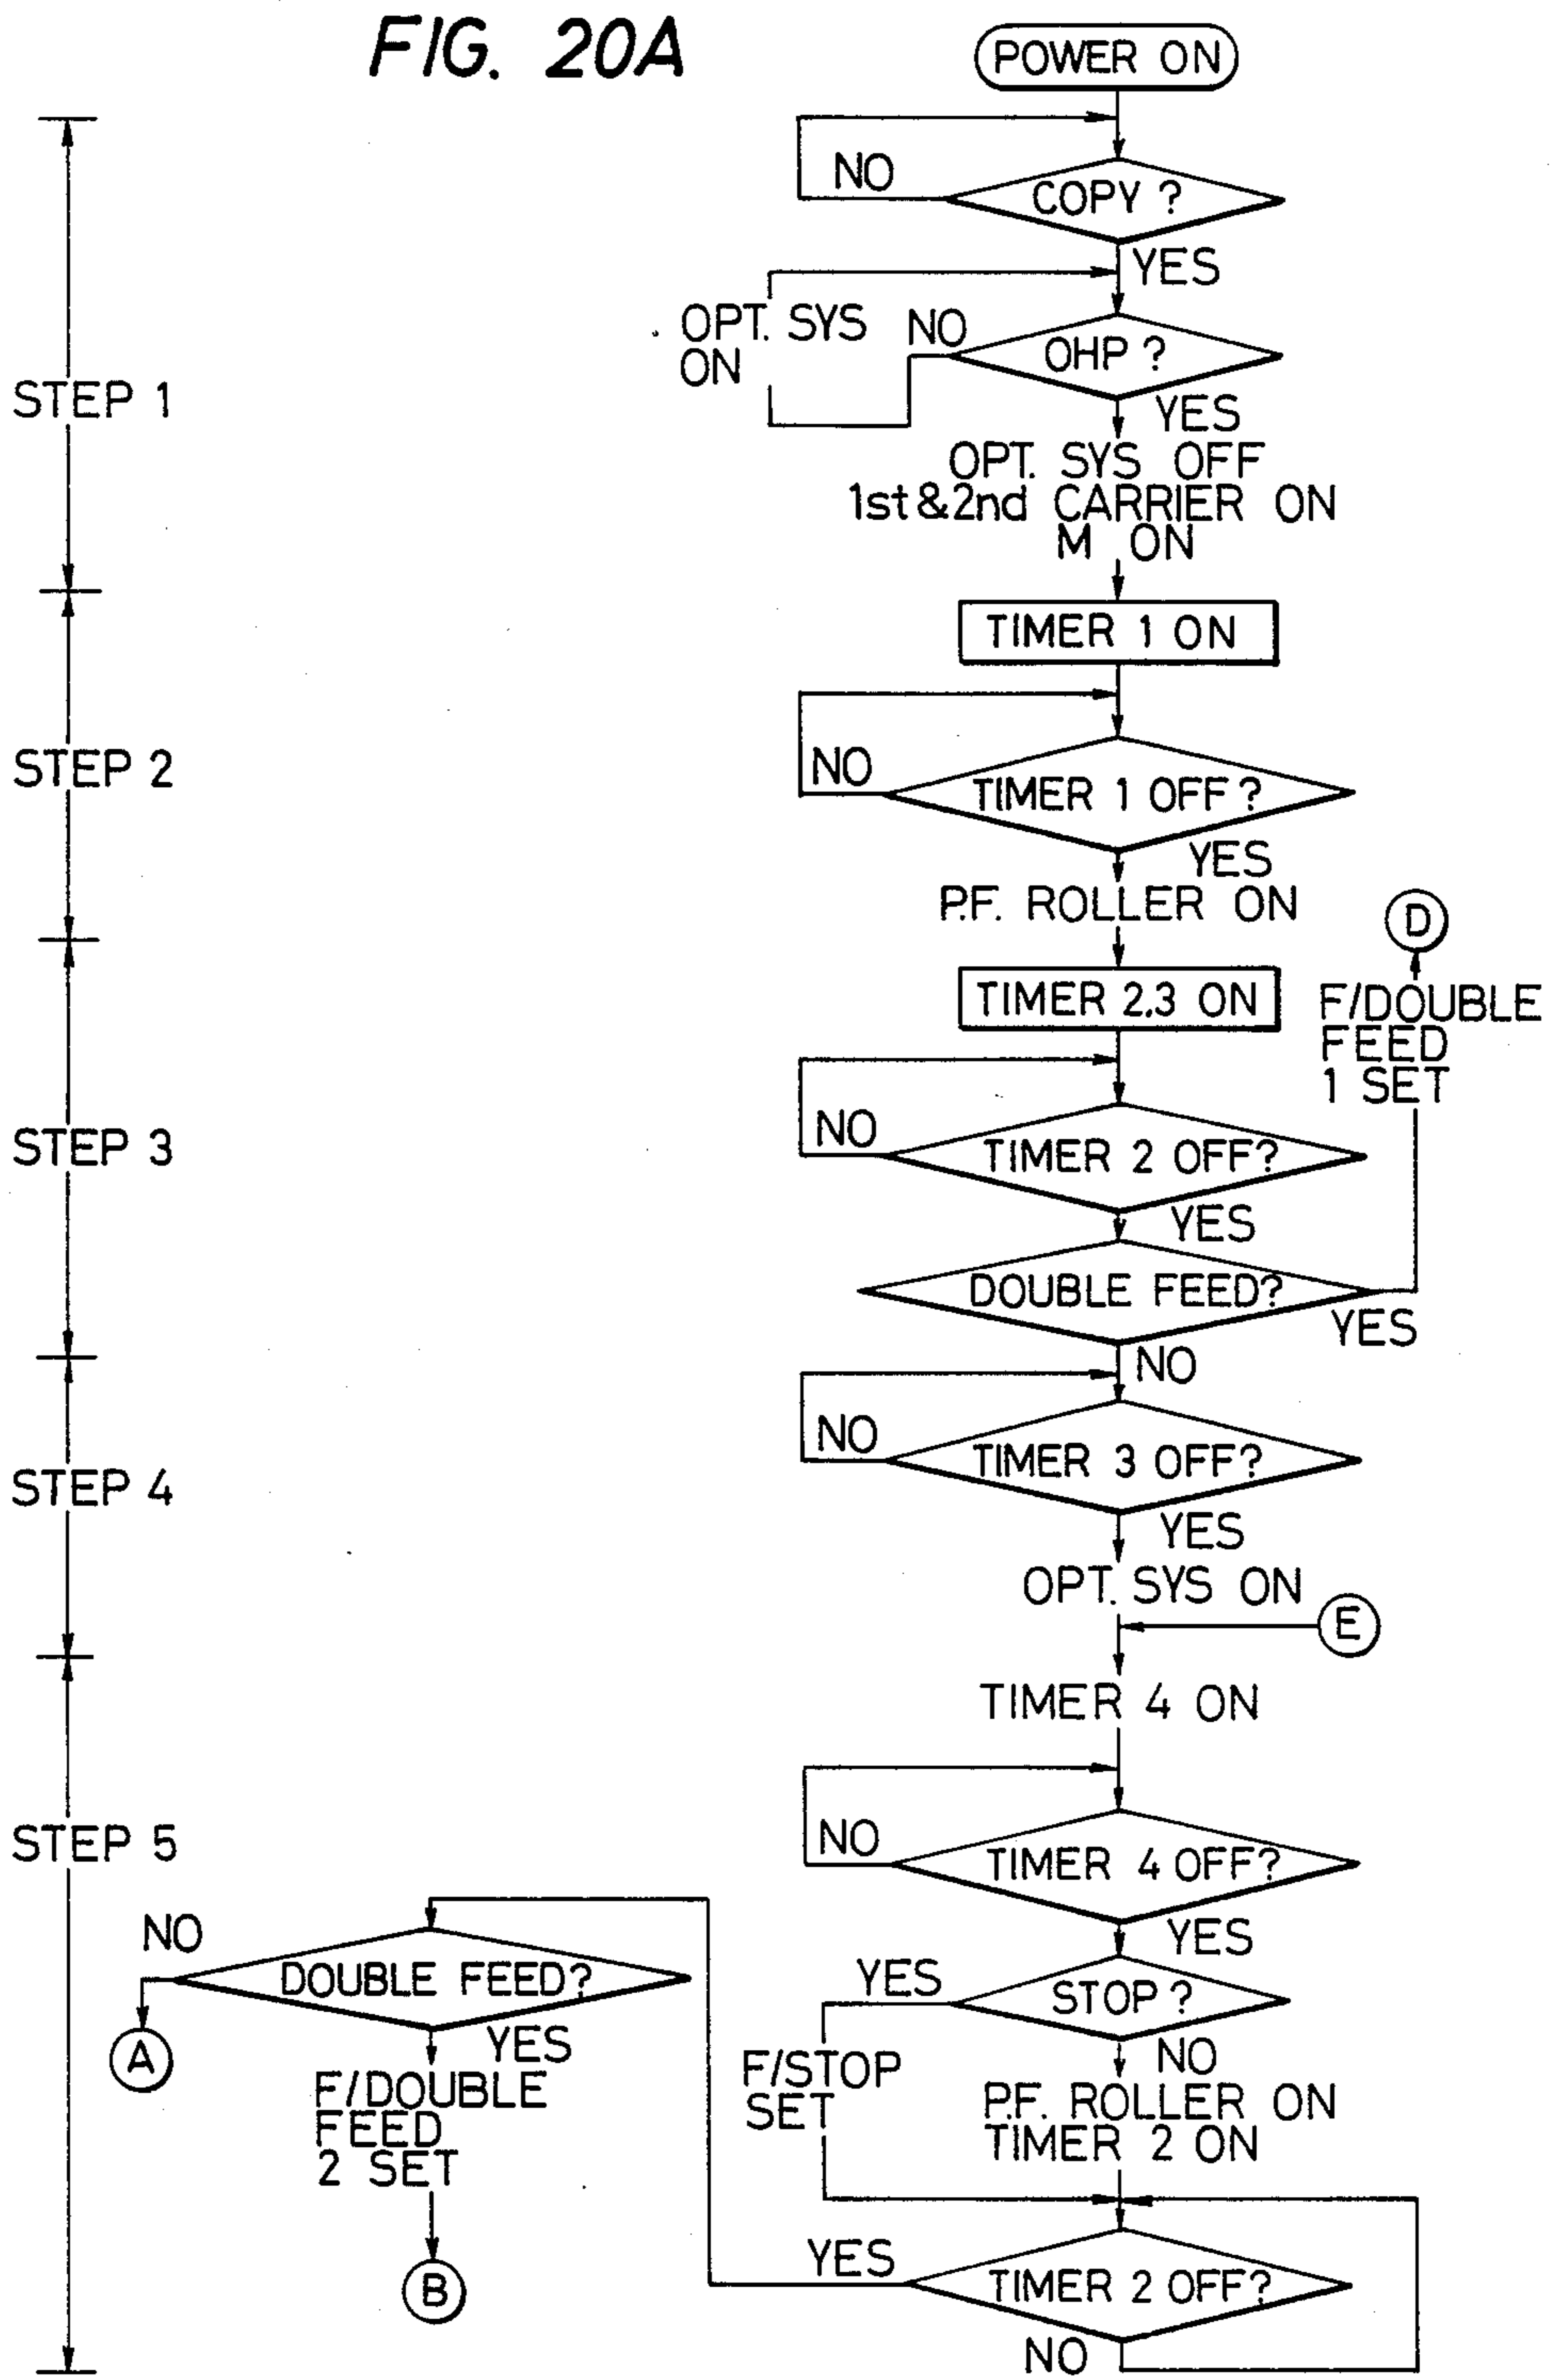 FIG. 20A
POWER ON
NO
COPY ?
YES
OPT. SYS
ON
NO
OHP ?
STEP 1
YES
OPT. SYS OFF
1st&2nd CARRIER ON
M ON
TIMER 1 ON
STEP 2
NO
TIMER 1 OFF ?
YES
P.F. ROLLER ON
D
TIMER 2,3 ON
F/DOUBLE
FEED
1 SET
STEP 3
NO
TIMER 2 OFF?
YES
DOUBLE FEED?
YES
NO
STEP 4
NO
TIMER 3 OFF?
YES
OPT. SYS ON
E
TIMER 4 ON
STEP 5
NO
TIMER 4 OFF?
YES
NO
DOUBLE FEED?
YES
STOP ?
A
YES
F/DOUBLE
FEED
2 SET
B
F/STOP
SET
NO
P.F. ROLLER ON
TIMER 2 ON
YES
TIMER 2 OFF?
NO